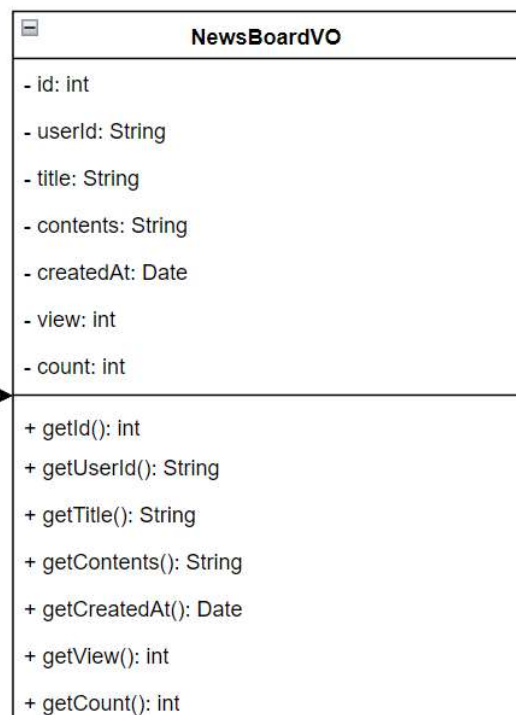 NewsBoardVO
- id: int
- userId: String
- title: String
- contents: String
- createdAt: Date
- view: int
- count: int
+ getId(): int
+ getUserId(): String
+ getTitle(): String
+ getContents(): String
+ getCreatedAt(): Date
+ getView(): int
+ getCount(): int